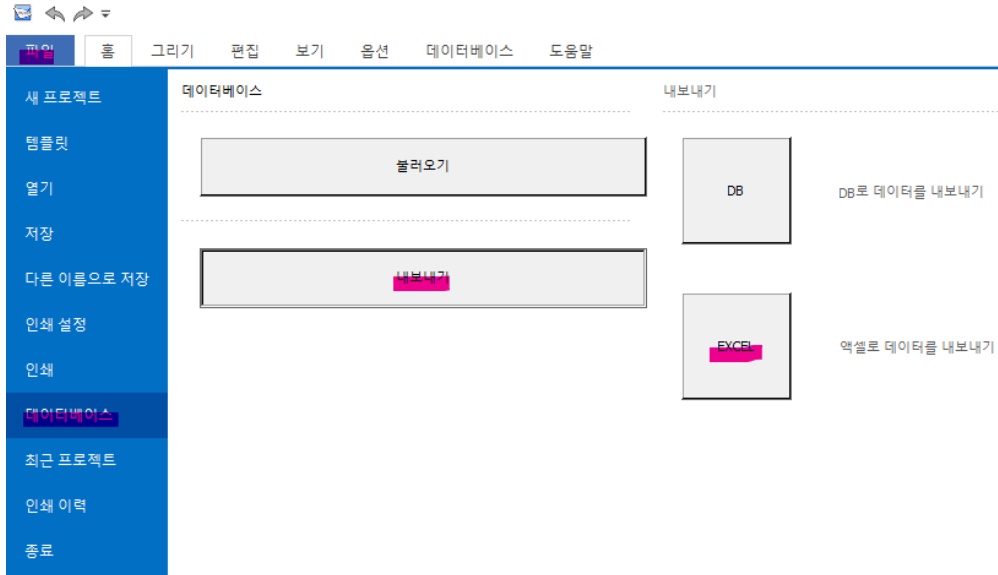 파일 홈 그리기 편집 보기 옵션 데이터베이스 도움말
새 프로젝트
템플릿
열기
저장
다른 이름으로 저장
인쇄 설정
인쇄
데이터베이스
최근 프로젝트
인쇄 이력
종료
데이터베이스
불러오기
내보내기
내보내기
DB
DB로 데이터를 내보내기
EXCEL
액셀로 데이터를 내보내기